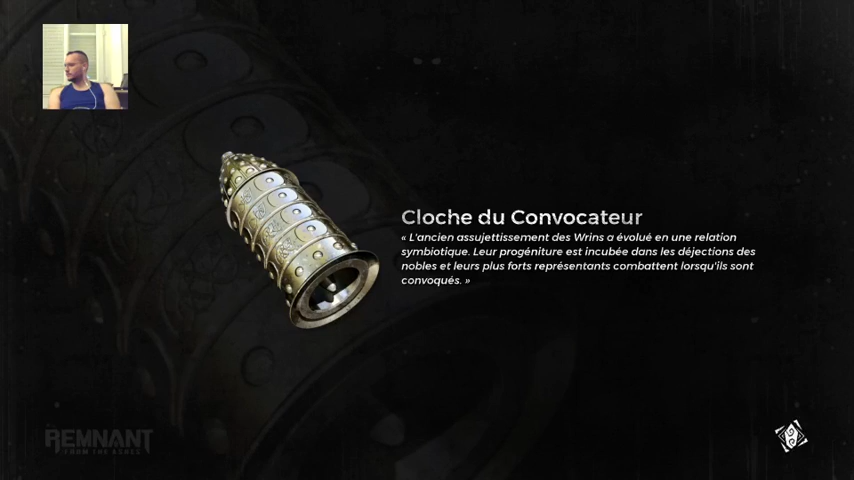 Cloche du Convocateur
« L'ancien assujettissement des Wrins a évolué en une relation
symbiotique. Leur progéniture est incubée dans les déjections des
nobles et leurs plus forts représentants combattent lorsqu'ils sont
convoqués. »
REMNANT
FROM THE ASHES